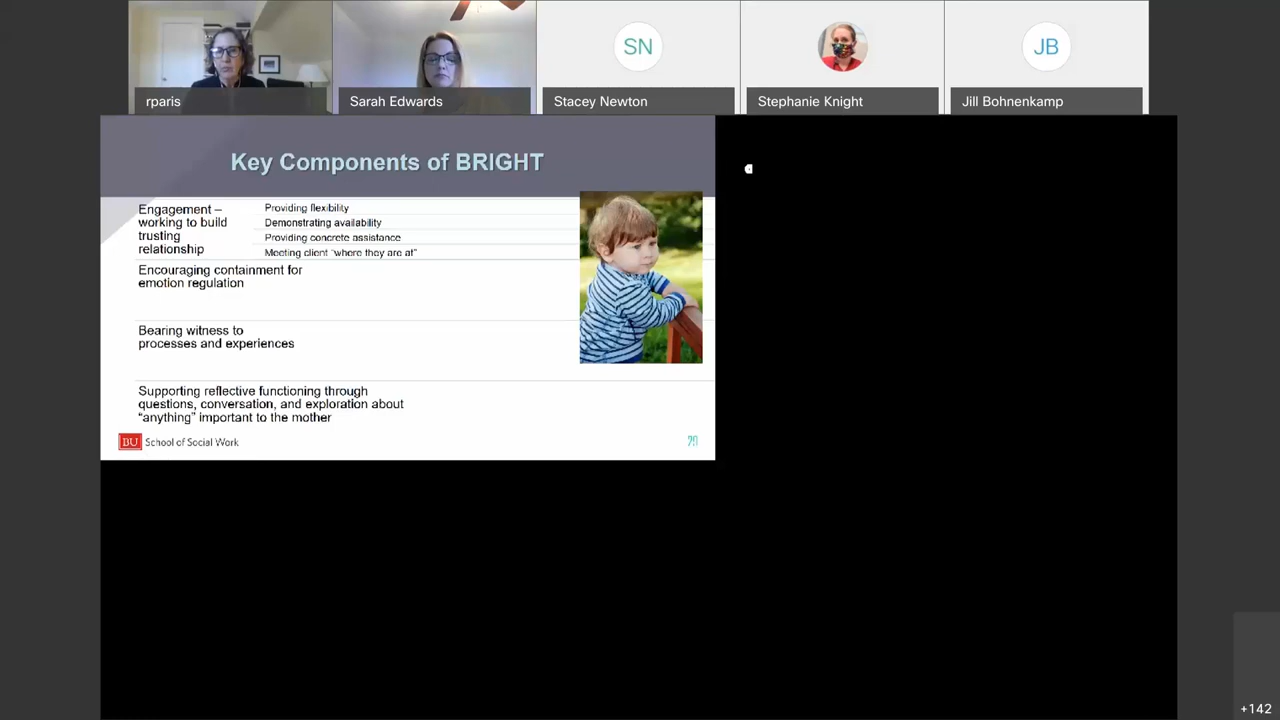 SN
JB
rparis
Sarah Edwards
Stacey Newton
Stephanie Knight
Jill Bohnenkamp
Key Components of BRIGHT
Engagement –
working to build
trusting
relationship
Providing flexibility
Demonstrating availability
Providing concrete assistance
Meeting client "where they are at"
Encouraging containment for
emotion regulation
Bearing witness to
processes and experiences
Supporting reflective functioning through
questions, conversation, and exploration about
"anything" important to the mother
BU School of Social Work
+142